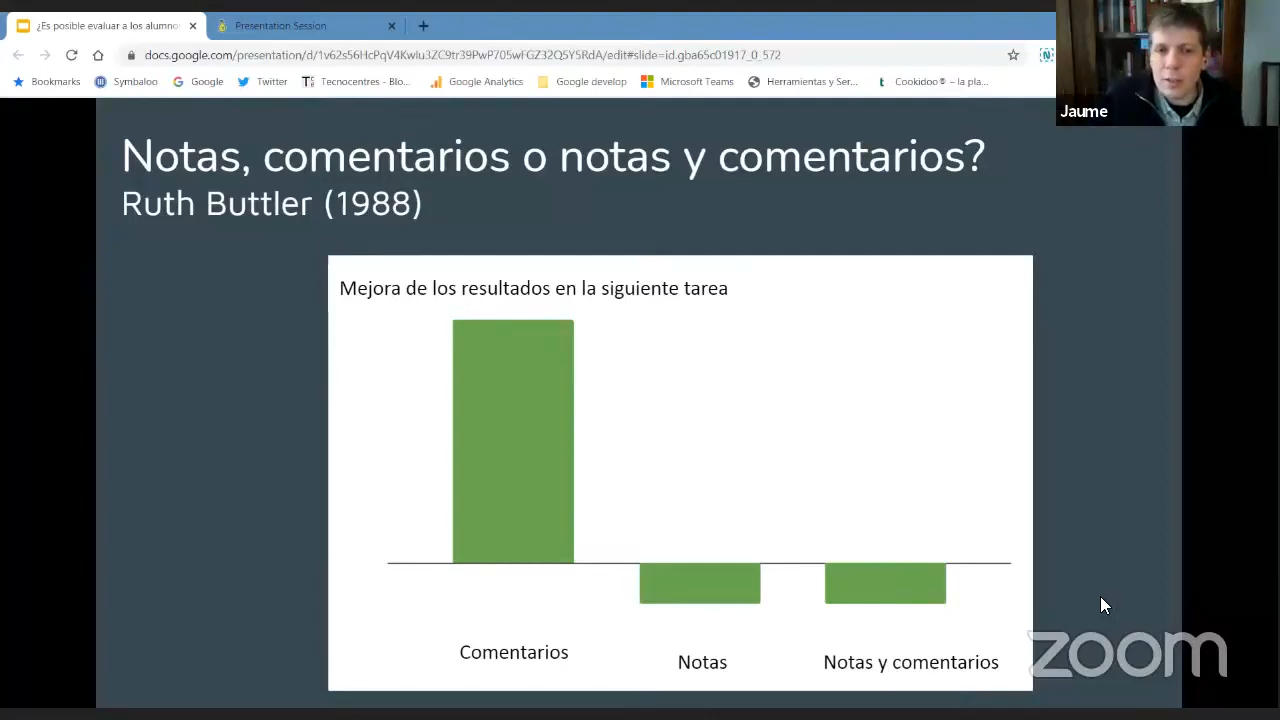 ¿Es posible evaluar a los alumnos
Presentation Session
docs.google.com/presentation/d/1v62s56HcPqV4Kwlu3ZC9tr39PwP705wFGZ32Q5Y5RdA/edit#slide=id.gba65c01917_0_572
Bookmarks
Symbaloo
Google
Twitter
Tecnocentres - Blo...
Google Analytics
Google develop
Microsoft Teams
Herramientas y Ser...
Cookidoo® – la pla...
Jaume
Notas, comentarios o notas y comentarios?
Ruth Buttler (1988)
Mejora de los resultados en la siguiente tarea
Comentarios
Notas
Notas y comentarios
zoom